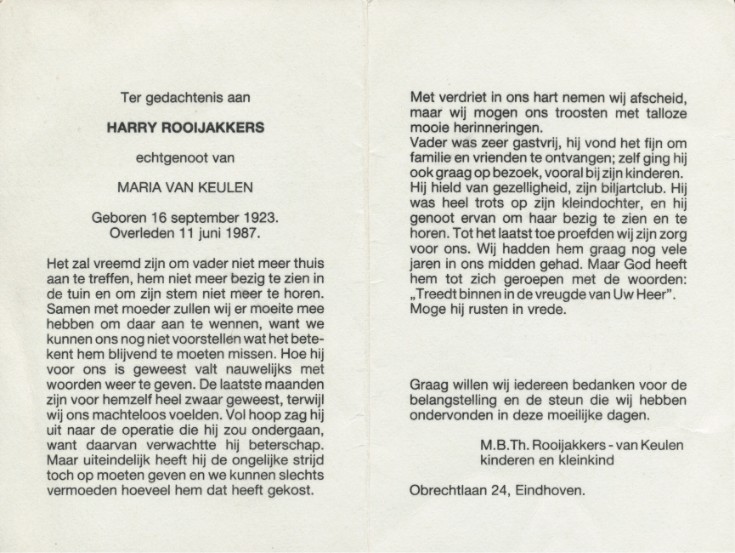 Ter gedachtenis aan
HARRY ROOIJAKKERS
echtgenoot van
MARIA VAN KEULEN
Geboren 16 september 1923.
Overleden 11 juni 1987.
Het zal vreemd zijn om vader niet meer thuis
aan te treffen, hem niet meer bezig te zien in
de tuin en om zijn stem niet meer te horen.
Samen met moeder zullen wij er moeite mee
hebben om daar aan te wennen, want we
kunnen ons nog niet voorstellen wat het bete-
kent hem blijvend te moeten missen. Hoe hij
voor ons is geweest valt nauwelijks met
woorden weer te geven. De laatste maanden
zijn voor hemzelf heel zwaar geweest, terwijl
wij ons machteloos voelden. Vol hoop zag hij
uit naar de operatie die hij zou ondergaan,
want daarvan verwachtte hij beterschap.
Maar uiteindelijk heeft hij de ongelijke strijd
toch op moeten geven en we kunnen slechts
vermoeden hoeveel hem dat heeft gekost.
Met verdriet in ons hart nemen wij afscheid,
maar wij mogen ons troosten met talloze
mooie herinneringen.
Vader was zeer gastvrij, hij vond het fijn om
familie en vrienden te ontvangen; zelf ging hij
ook graag op bezoek, vooral bij zijn kinderen.
Hij hield van gezelligheid, zijn biljartclub. Hij
was heel trots op zijn kleindochter, en hij
genoot ervan om haar bezig te zien en te
horen. Tot het laatst toe proefden wij zijn zorg
voor ons. Wij hadden hem graag nog vele
jaren in ons midden gehad. Maar God heeft
hem tot zich geroepen met de woorden:
„Treedt binnen in de vreugde van Uw Heer”.
Moge hij rusten in vrede.
Graag willen wij iedereen bedanken voor de
belangstelling en de steun die wij hebben
ondervonden in deze moeilijke dagen.
M.B.Th. Rooijakkers - van Keulen
kinderen en kleinkind
Obrechtlaan 24, Eindhoven.